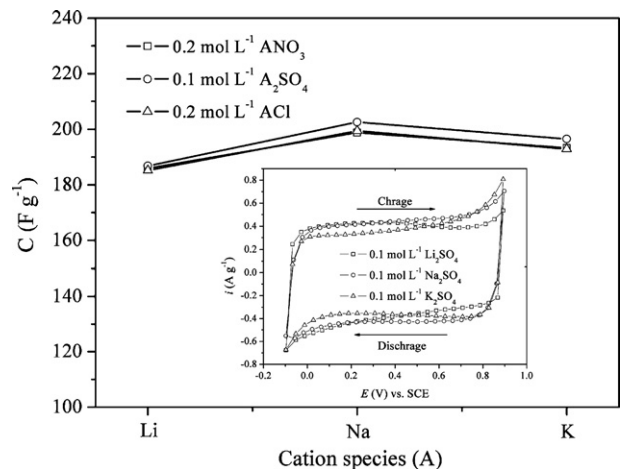 240
220
200
180
160
140
120
100
C (F g⁻¹)
0.2 mol L⁻¹ ANO₃
0.1 mol L⁻¹ A₂SO₄
0.2 mol L⁻¹ ACl
0.8
0.6
0.4
0.2
0.0
-0.2
-0.4
-0.6
-0.8
i (A g⁻¹)
Chrage
0.1 mol L⁻¹ Li₂SO₄
0.1 mol L⁻¹ Na₂SO₄
0.1 mol L⁻¹ K₂SO₄
Dischrage
-0.2 0.0 0.2 0.4 0.6 0.8 1.0
E (V) vs. SCE
Li Na K
Cation species (A)